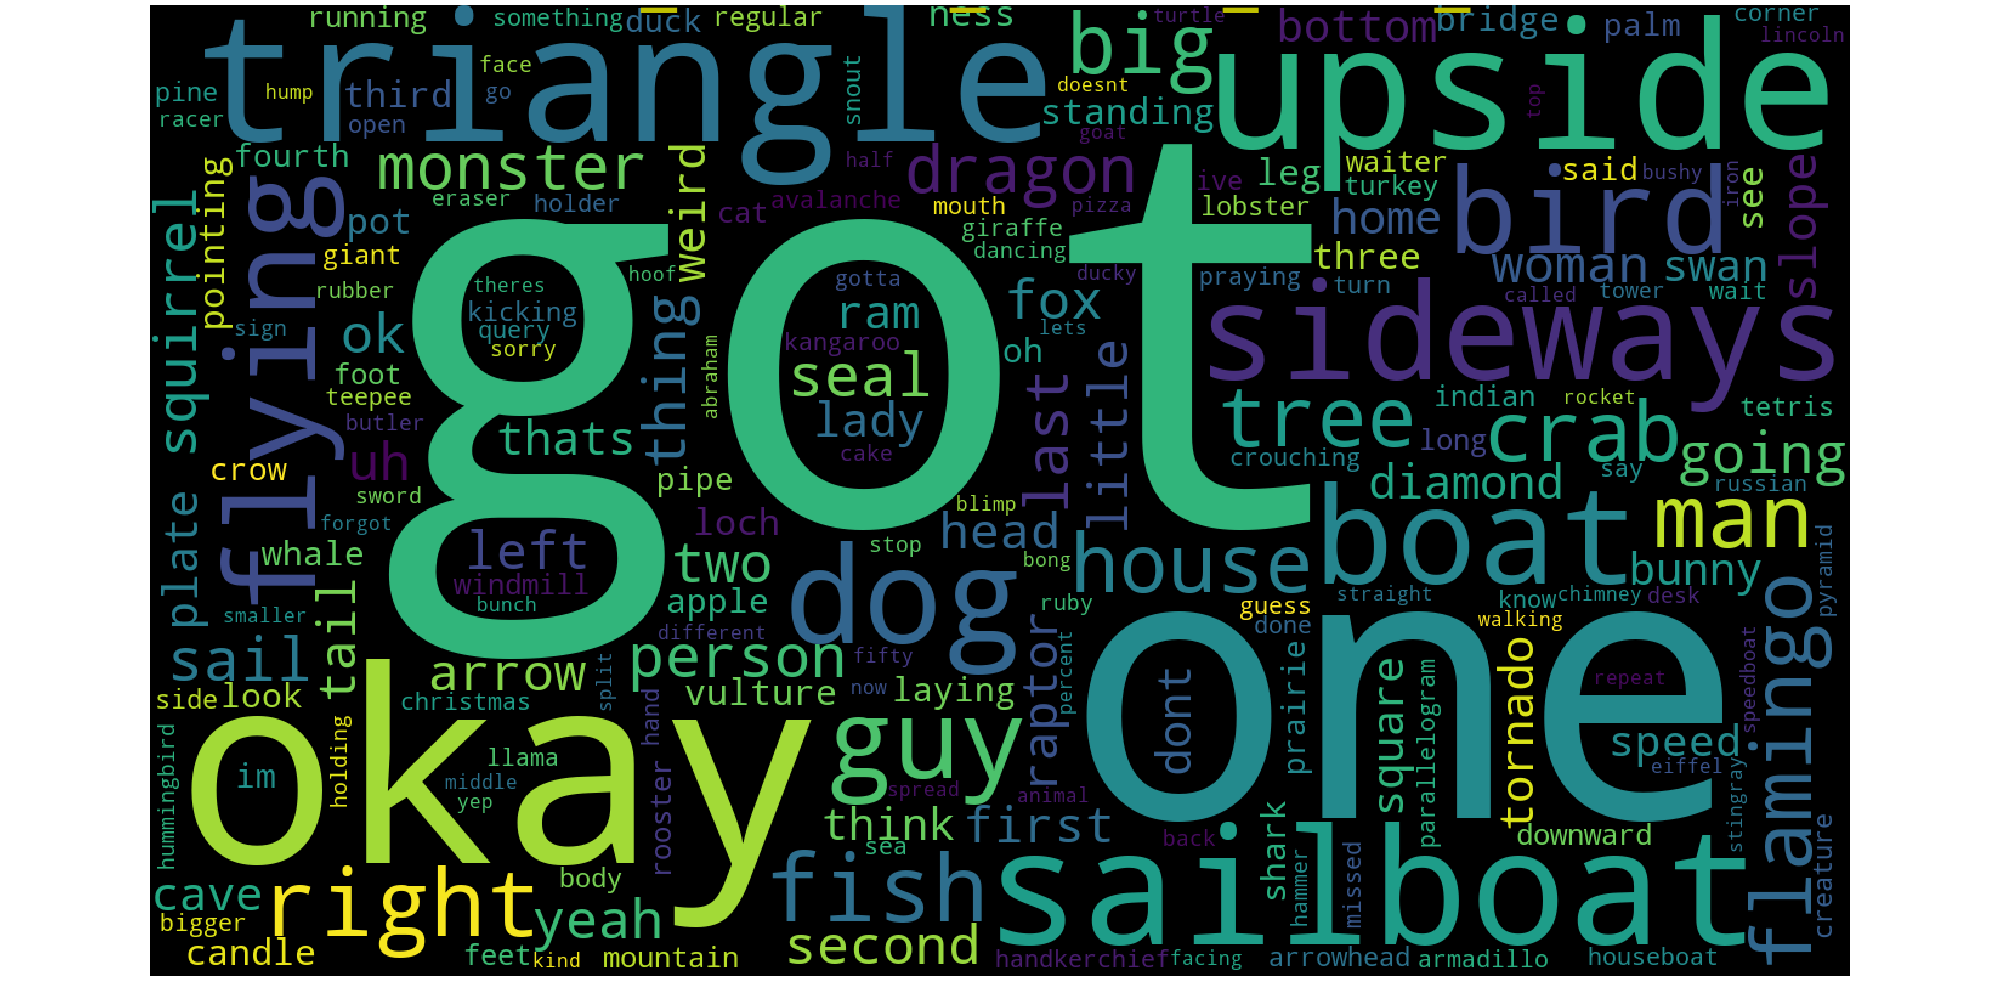 running
something
duck
regular
ness
turtle
big
bottom
bridge
palm
corner
lincoln
triangle
upside
pine
hump
third
face
go
snout
doesnt
standing
top
racer
open
goat
fourth
monster
weird
half
dragon
ive
leg
waiter
said
bushy
iron
see
slope
pointing
squirrel
flying
eraser
holder
cat
avalanche
mouth
pizza
lobster
turkey
home
bird
pot
giant
giraffe
dancing
three
woman
swan
got
rubber
theres
hoof
gotta
ducky
praying
turn
called
tower
wait
sign
ok
kicking
query
sorry
thing
ram
fox
lets
sideways
kangaroo
oh
foot
teepee
abraham
seal
last
little
tree
indian
rocket
tetris
butler
thats
lady
cake
crouching
long
crab
going
say
crow
uh
sword
pipe
diamond
russian
plate
forgot
loch
blimp
head
boat
man
whale
left
windmill
bunch
two
stop
bong
house
bunny
pyramid
smaller
tail
apple
dog
ruby
straight
know
chimney
desk
guess
done
walking
sail
arrow
different
person
fifty
raptor
percent
one
dont
prairie
square
parallelogram
tornado
repeat
speedboat
flamingo
side
look
christmas
split
hand
vulture
now
laying
okay
speed
eiffel
hummingbird
im
holding
llama
middle
yep
rooster
guy
spread
animal
think
first
sea
back
shark
hammer
missed
downward
stingray
creature
cave
right
body
fish
sailboat
bigger
yeah
candle
feet
kind
mountain
second
handkerchief
facing
arrowhead
armadillo
houseboat